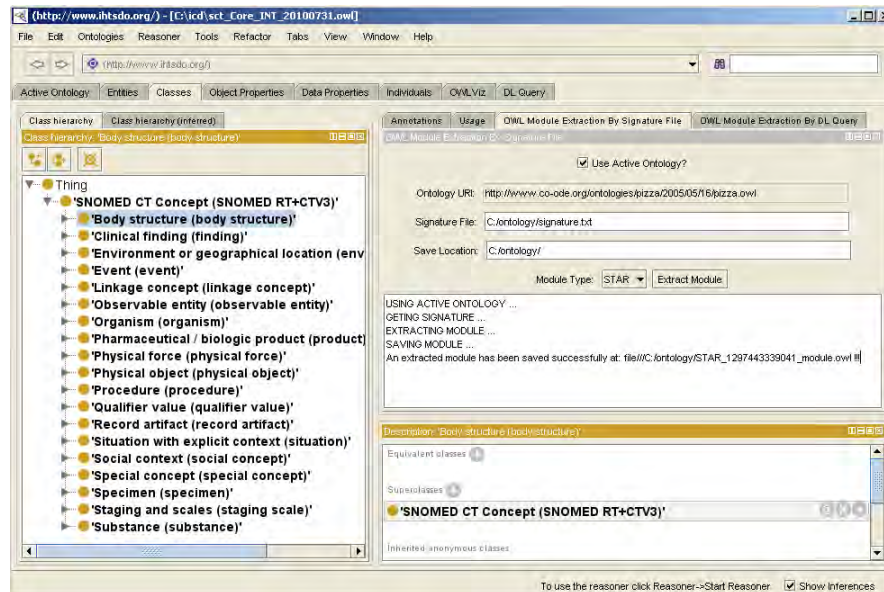 (http://www.ihtsdo.org/) - [C:\icd\sct_Core_INT_20100731.owl]
File Edit Ontologies Reasoner Tools Refactor Tabs View Window Help
(http://www.ihtsdo.org/)
Active Ontology Entities Classes Object Properties Data Properties Individuals OWLViz DL Query
Class hierarchy Class hierarchy (inferred)
Class hierarchy: 'Body structure (body structure)'
Thing
'SNOMED CT Concept (SNOMED RT+CTV3)'
'Body structure (body structure)'
'Clinical finding (finding)'
'Environment or geographical location (env
'Event (event)'
'Linkage concept (linkage concept)'
'Observable entity (observable entity)'
'Organism (organism)'
'Pharmaceutical / biologic product (product)
'Physical force (physical force)'
'Physical object (physical object)'
'Procedure (procedure)'
'Qualifier value (qualifier value)'
'Record artifact (record artifact)'
'Situation with explicit context (situation)'
'Social context (social concept)'
'Special concept (special concept)'
'Specimen (specimen)'
'Staging and scales (staging scale)'
'Substance (substance)'
Annotations Usage OWL Module Extraction By Signature File OWL Module Extraction By DL Query
OWL Module Extraction By Signature File
Use Active Ontology?
Ontology URI: http://www.co-ode.org/ontologies/pizza/2005/05/16/pizza.owl
Signature File: C:/ontology/signature.txt
Save Location: C:/ontology/
Module Type: STAR Extract Module
USING ACTIVE ONTOLOGY ...
GETING SIGNATURE ...
EXTRACTING MODULE ...
SAVING MODULE ...
An extracted module has been saved successfully at: file///C:/ontology/STAR_1297443339041_module.owl !!!
Description: 'Body structure (body structure)'
Equivalent classes
Superclasses
'SNOMED CT Concept (SNOMED RT+CTV3)'
Inherited anonymous classes
To use the reasoner click Reasoner->Start Reasoner Show Inferences